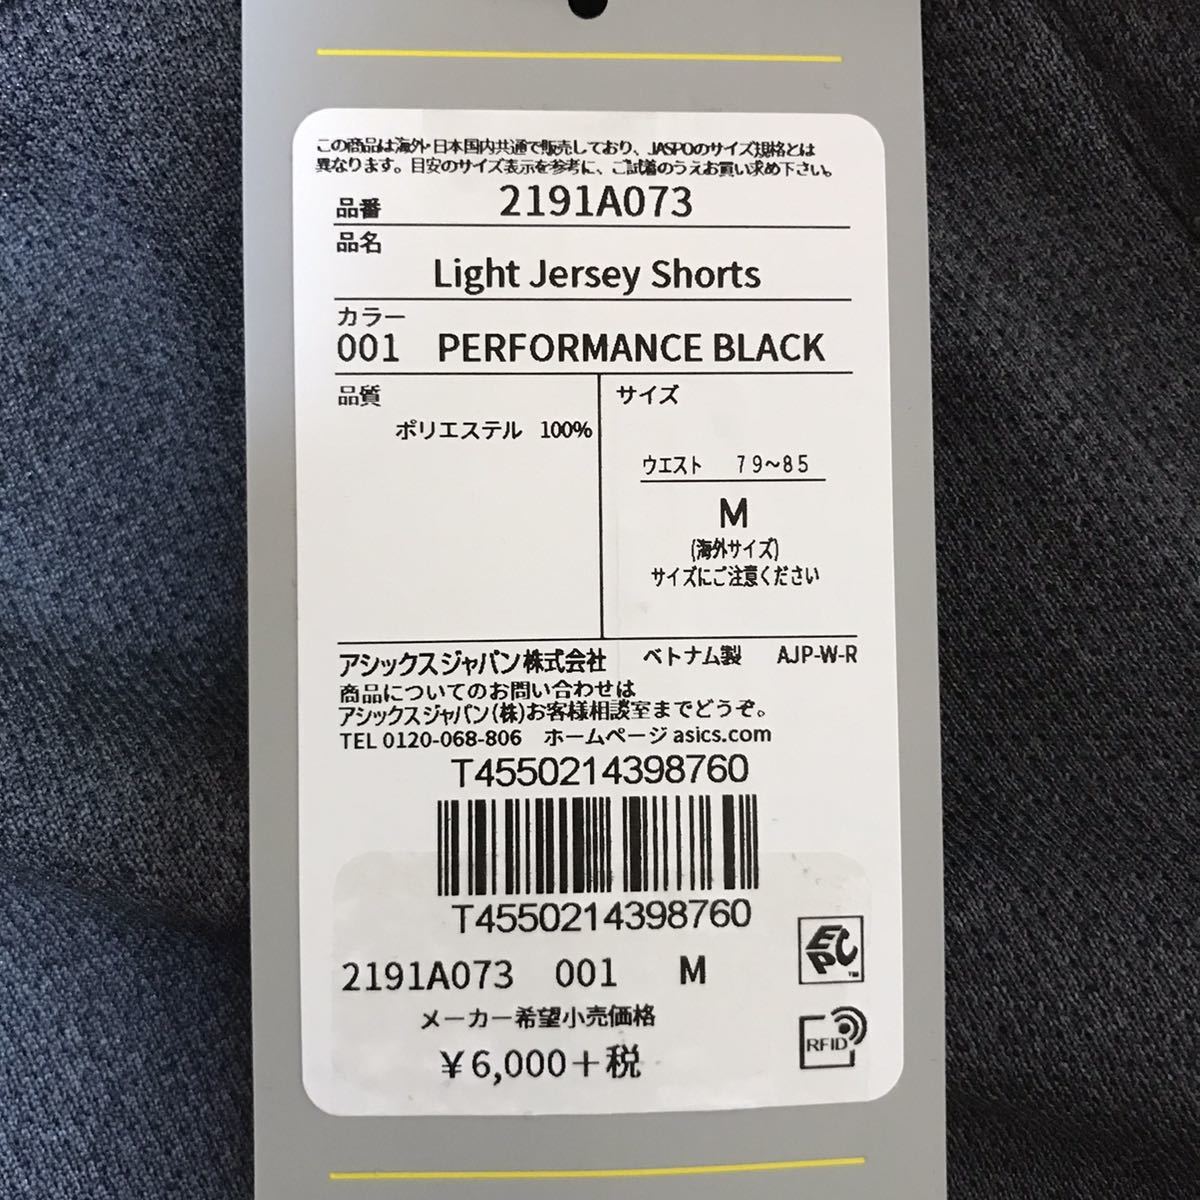 この商品は海外・日本国内共通で販売しており、JASPOのサイズ規格とは
異なります。目安のサイズ表示を参考に、ご試着のうえお買い求め下さい。
品番 2191A073
品名
Light Jersey Shorts
カラー
001 PERFORMANCE BLACK
品質
ポリエステル 100%
サイズ
ウエスト 79~85
M
(海外サイズ)
サイズにご注意ください
アシックスジャパン株式会社 ベトナム製 AJP-W-R
商品についてのお問い合わせは
アシックスジャパン(株)お客様相談室までどうぞ。
TEL 0120-068-806 ホームページ asics.com
T4550214398760
T4550214398760
2191A073 001 M
メーカー希望小売価格
¥6,000+税
EPC
TM
RFID